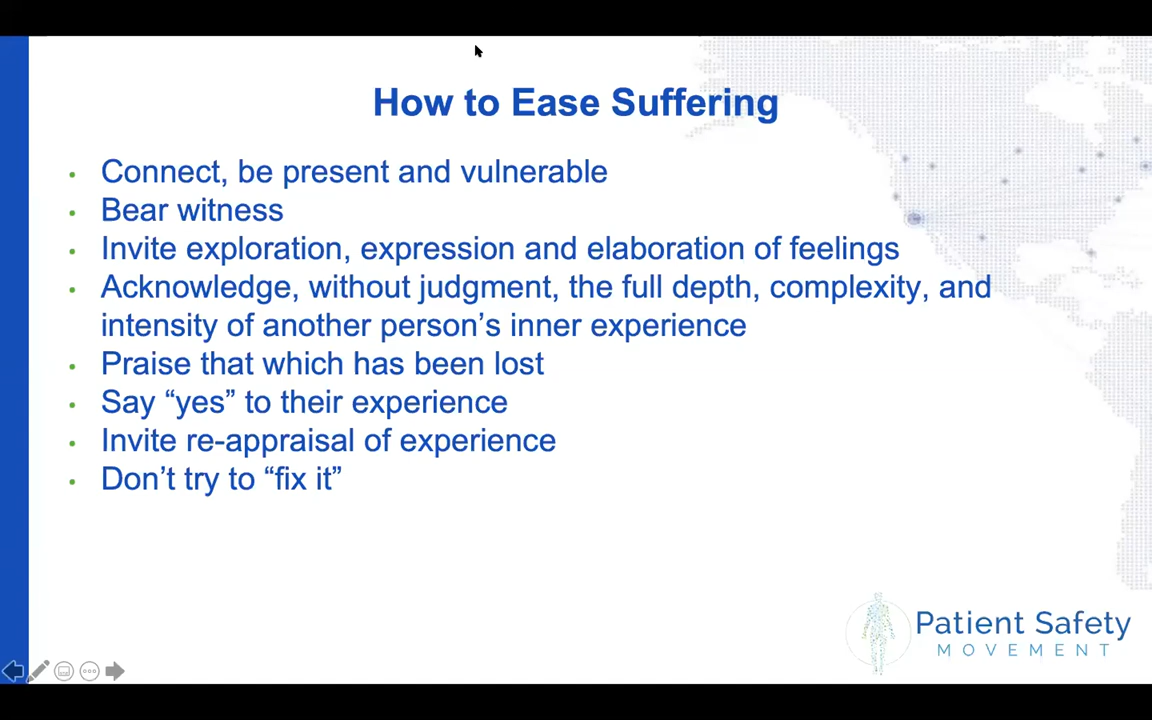 How to Ease Suffering
• Connect, be present and vulnerable
• Bear witness
• Invite exploration, expression and elaboration of feelings
• Acknowledge, without judgment, the full depth, complexity, and
intensity of another person’s inner experience
• Praise that which has been lost
• Say “yes” to their experience
• Invite re-appraisal of experience
• Don’t try to “fix it”
Patient Safety
MOVEMENT